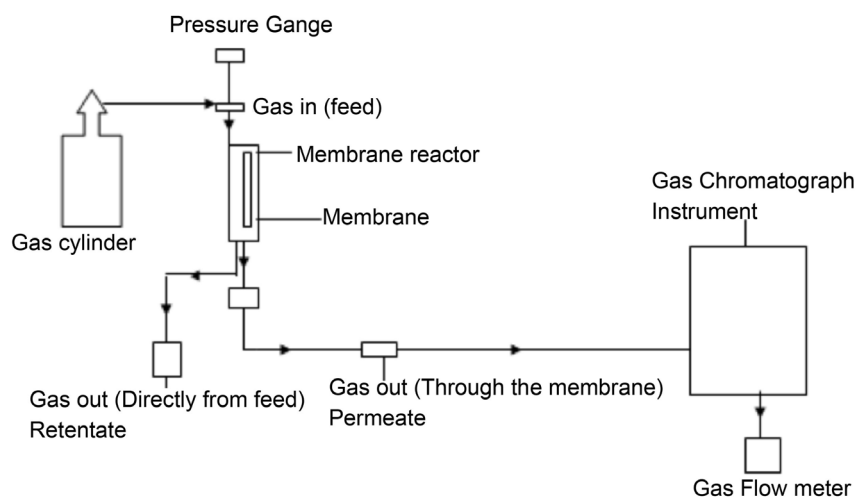 Pressure Gange
Gas in (feed)
Membrane reactor
Gas Chromatograph
Instrument
Membrane
Gas cylinder
Gas out (Through the membrane)
Permeate
Gas out (Directly from feed)
Retentate
Gas Flow meter